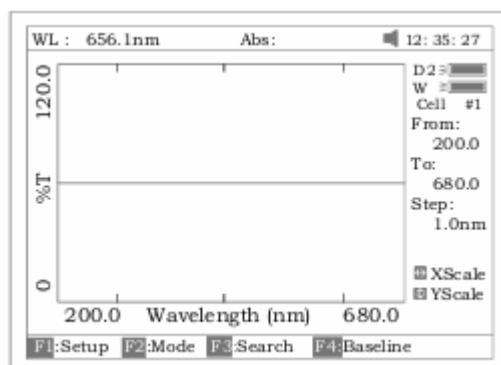 WL : 656.1nm Abs: 12: 35: 27
120.0
%T
0
D2
W
Cell #1
From:
200.0
To:
680.0
Step:
1.0nm
XScale
YScale
200.0 Wavelength (nm) 680.0
F1:Setup F2:Mode F3:Search F4:Baseline